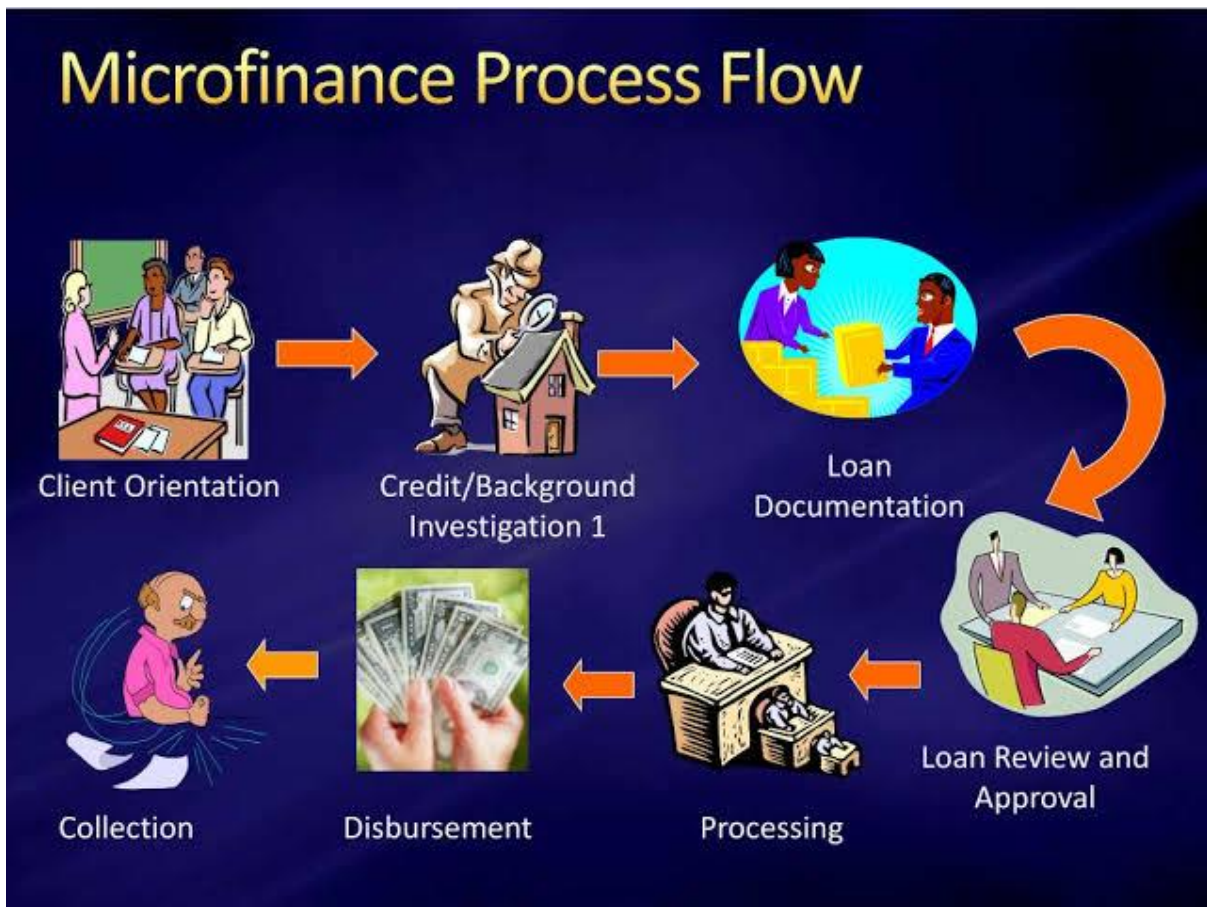 Microfinance Process Flow
Client Orientation
Credit/Background
Investigation 1
Loan
Documentation
Loan Review and
Approval
Processing
Disbursement
Collection